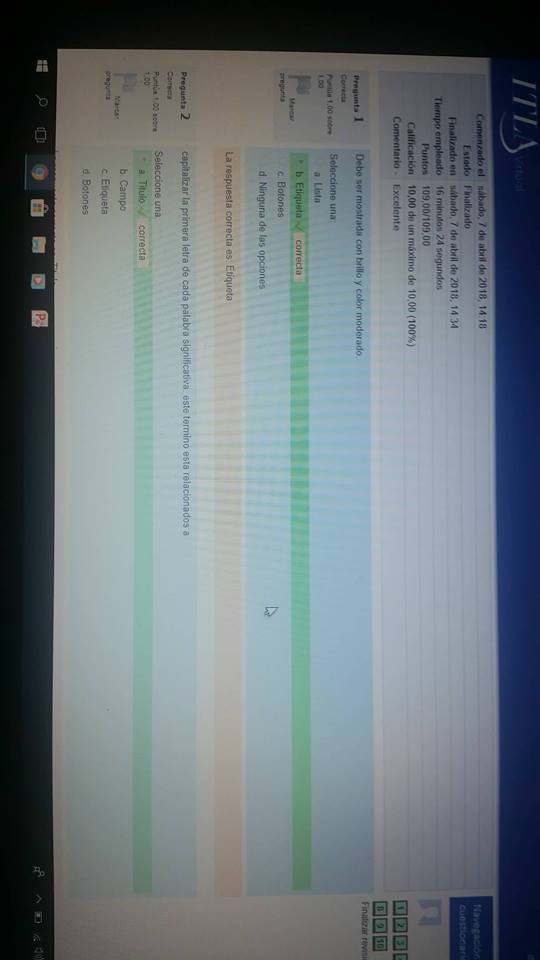 ITLA virtual
Comenzado el sábado, 7 de abril de 2018, 14:18
Estado Finalizado
Finalizado en sábado, 7 de abril de 2018, 14:34
Tiempo empleado 16 minutos 24 segundos
Puntos 109,00/109,00
Calificación 10,00 de un máximo de 10,00 (100%)
Comentario - Excelente
Navegación
cuestionario
1 2 3
8 9 10
Finalizar
Pregunta 1
Correcta
Puntúa 1,00 sobre
1,00
Marcar
pregunta
Debe ser mostrada con brillo y color moderado.
Seleccione una:
a. Lista
b. Etiqueta correcta
c. Botones
d. Ninguna de las opciones
La respuesta correcta es: Etiqueta
Pregunta 2
Correcta
Puntúa 1,00 sobre
1,00
Marcar
pregunta
capitalizar la primera letra de cada palabra significativa. este termino esta relacionados a
Seleccione una:
a. Titulo correcta
b. Campo
c. Etiqueta
d. Botones